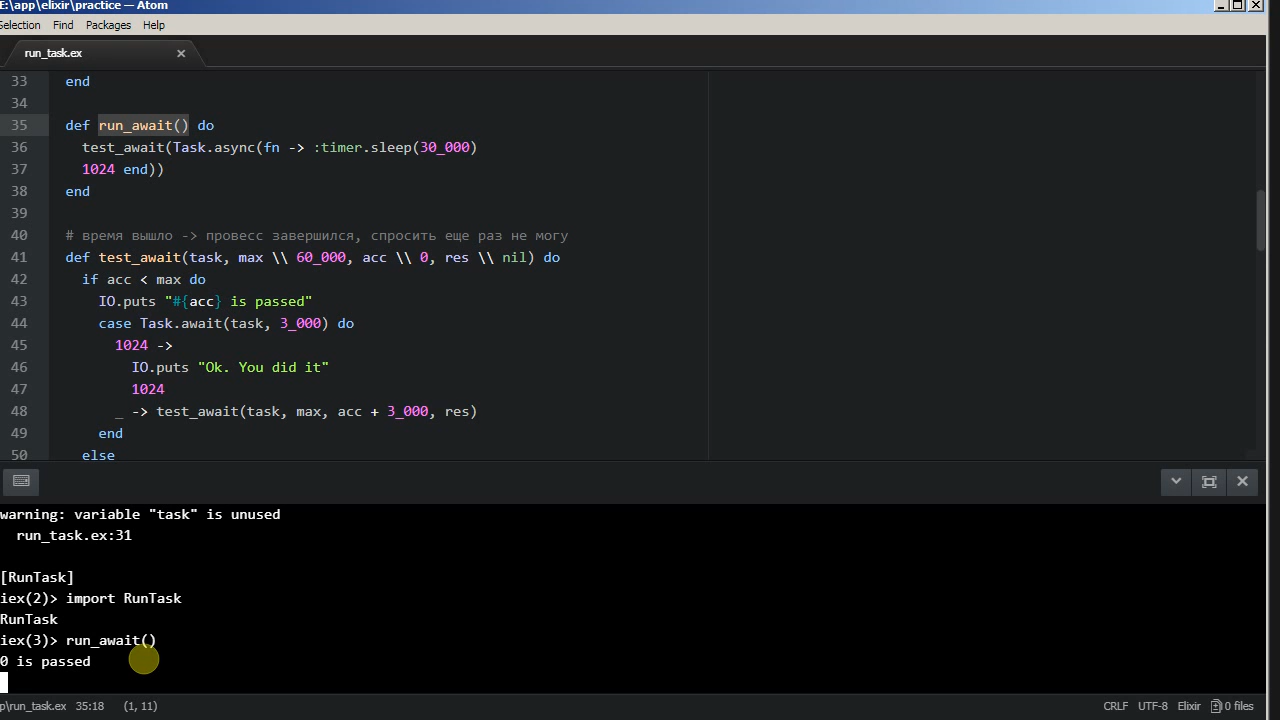 E:\app\elixir\practice — Atom
Selection Find Packages Help
run_task.ex
33 end
34
35 def run_await() do
36 test_await(Task.async(fn -> :timer.sleep(30_000)
37 1024 end))
38 end
39
40 # время вышло -> провесс завершился, спросить еще раз не могу
41 def test_await(task, max \\ 60_000, acc \\ 0, res \\ nil) do
42 if acc < max do
43 IO.puts "#{acc} is passed"
44 case Task.await(task, 3_000) do
45 1024 ->
46 IO.puts "Ok. You did it"
47 1024
48 _ -> test_await(task, max, acc + 3_000, res)
49 end
50 else
warning: variable "task" is unused
run_task.ex:31
[RunTask]
iex(2)> import RunTask
RunTask
iex(3)> run_await()
0 is passed
p\run_task.ex 35:18 (1, 11) CRLF UTF-8 Elixir 0 files